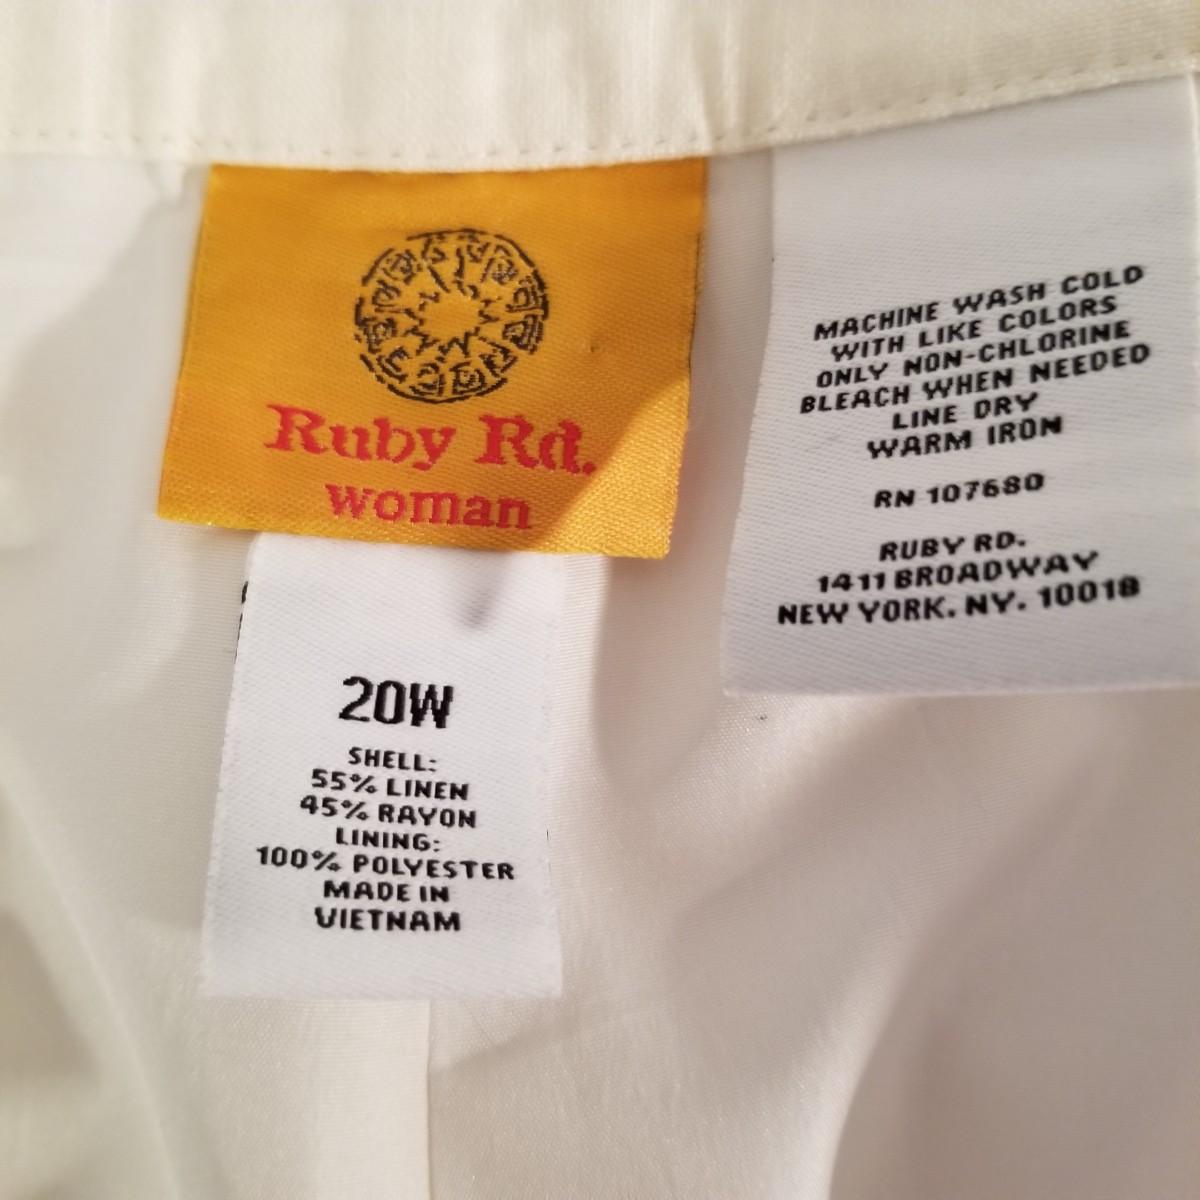 Ruby Rd.
woman
20W
SHELL:
55% LINEN
45% RAYON
LINING:
100% POLYESTER
MADE IN
VIETNAM
MACHINE WASH COLD
WITH LIKE COLORS
ONLY NON-CHLORINE
BLEACH WHEN NEEDED
LINE DRY
WARM IRON
RN 107680
RUBY RD.
1411 BROADWAY
NEW YORK. NY. 10018